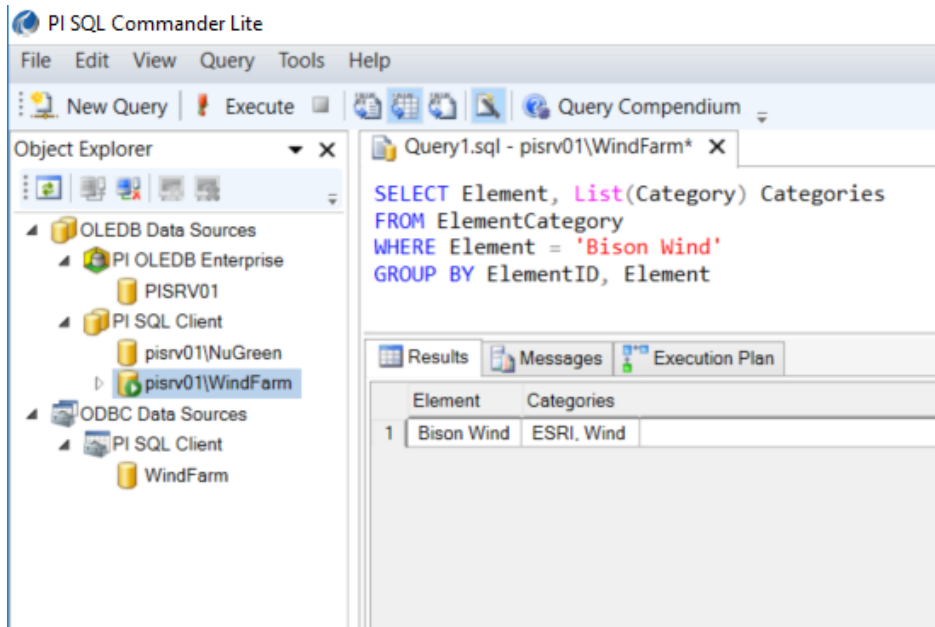 PI SQL Commander Lite
File Edit View Query Tools Help
New Query Execute Query Compendium
Object Explorer
OLEDB Data Sources
PI OLEDB Enterprise
PISRV01
PI SQL Client
pisrv01\NuGreen
pisrv01\WindFarm
ODBC Data Sources
PI SQL Client
WindFarm
Query1.sql - pisrv01\WindFarm*
SELECT Element, List(Category) Categories
FROM ElementCategory
WHERE Element = 'Bison Wind'
GROUP BY ElementID, Element
Results Messages Execution Plan
Element Categories
1 Bison Wind ESRI, Wind